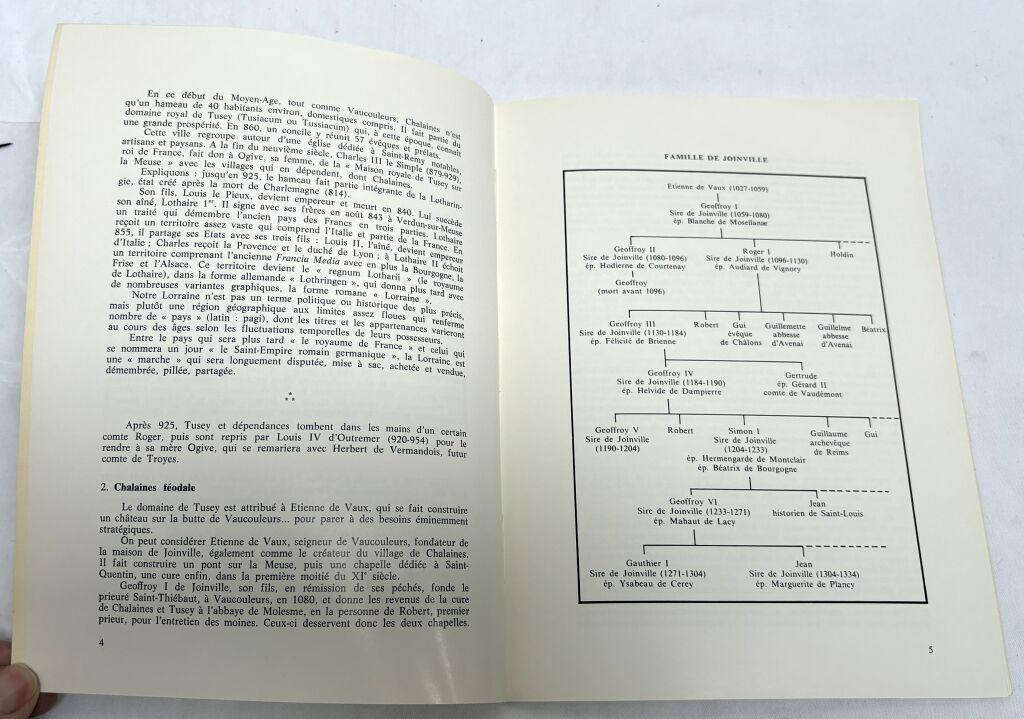 En ce début du Moyen-Age, tout comme Vaucouleurs, Chalaines n'est
qu'un hameau de 40 habitants environ, domestiques compris. Il fait partie du
domaine royal de Tusey (Tusiacum ou Tussiacum) qui, à cette époque, connaît
une grande prospérité. En 860, un concile y réunit 57 évêques et prélats.
Cette ville regroupe autour d'une église dédiée à Saint-Remy notables,
artisans et paysans. A la fin du neuvième siècle, Charles III le Simple (879-929),
roi de France, fait don à Ogive, sa femme, de la « Maison royale de Tusey sur
la Meuse » avec les villages qui en dépendent, dont Chalaines.
Expliquons : jusqu'en 925, le hameau fait partie intégrante de la Lotharin-
gie, état créé après la mort de Charlemagne (814).
Son fils, Louis le Pieux, devient empereur et meurt en 840. Lui succède
son aîné, Lothaire 1er. Il signe avec ses frères en août 843 à Verdun-sur-Meuse
un traité qui démembre l'ancien pays des Francs en trois parties. Lothaire
reçoit un territoire assez vaste qui comprend l'Italie et partie de la France. En
855, il partage ses Etats avec ses trois fils : Louis II, l'aîné, devient empereur
d'Italie ; Charles reçoit la Provence et le duché de Lyon ; à Lothaire II échoit
un territoire comprenant l'ancienne Francia Media avec en plus la Bourgogne, la
Frise et l'Alsace. Ce territoire devient le « regnum Lotharii » (le royaume
de Lothaire), dans la forme allemande « Lothringen », qui donna plus tard avec
de nombreuses variantes graphiques, la forme romane « Lorraine ».
Notre Lorraine n'est pas un terme politique ou historique des plus précis,
mais plutôt une région géographique aux limites assez floues qui renferme
nombre de « pays » (latin : pagi), dont les titres et les appartenances varieront
au cours des âges selon les fluctuations temporelles de leurs possesseurs.
Entre le pays qui sera plus tard « le royaume de France » et celui qui
se nommera un jour « le Saint-Empire romain germanique », la Lorraine est
une « marche » qui sera longuement disputée, mise à sac, achetée et vendue,
démembrée, pillée, partagée.
*
**
Après 925, Tusey et dépendances tombent dans les mains d'un certain
comte Roger, puis sont repris par Louis IV d'Outremer (920-954) pour le
rendre à sa mère Ogive, qui se remariera avec Herbert de Vermandois, futur
comte de Troyes.
2. Chalaines féodale
Le domaine de Tusey est attribué à Etienne de Vaux, qui se fait construire
un château sur la butte de Vaucouleurs... pour parer à des besoins éminemment
stratégiques.
On peut considérer Etienne de Vaux, seigneur de Vaucouleurs, fondateur de
la maison de Joinville, également comme le créateur du village de Chalaines.
Il fait construire un pont sur la Meuse, puis une chapelle dédiée à Saint-
Quentin, une cure enfin, dans la première moitié du XIe siècle.
Geoffroy I de Joinville, son fils, en rémission de ses péchés, fonde le
prieuré Saint-Thiébaut, à Vaucouleurs, en 1080, et donne les revenus de la cure
de Chalaines et Tusey à l'abbaye de Molesme, en la personne de Robert, premier
prieur, pour l'entretien des moines. Ceux-ci desservent donc les deux chapelles.
4
FAMILLE DE JOINVILLE
Etienne de Vaux (1027-1059)
Geoffroy I
Sire de Joinville (1059-1080)
ép. Blanche de Mosellanae
Geoffroy II
Sire de Joinville (1080-1096)
ép. Hodierne de Courtenay
Roger I
Sire de Joinville (1096-1130)
ép. Audiard de Vignory
Holdin
Geoffroy
(mort avant 1096)
Geoffroy III
Sire de Joinville (1130-1184)
ép. Félicité de Brienne
Robert
Gui
évêque
de Châlons
Guillemette
abbesse
d'Avenai
Guillelme
abbesse
d'Avenai
Béatrix
Geoffroy IV
Sire de Joinville (1184-1190)
ép. Helvide de Dampierre
Gertrude
ép. Gérard II
comte de Vaudémont
Geoffroy V
Sire de Joinville
(1190-1204)
Robert
Simon I
Sire de Joinville
(1204-1233)
ép. Hermengarde de Montclair
ép. Béatrix de Bourgogne
Guillaume
archevêque
de Reims
Gui
Geoffroy VI
Sire de Joinville (1233-1271)
ép. Mahaut de Lacy
Jean
historien de Saint-Louis
Gauthier I
Sire de Joinville (1271-1304)
ép. Ysabeau de Cerey
Jean
Sire de Joinville (1304-1334)
ép. Marguerite de Plancy
5